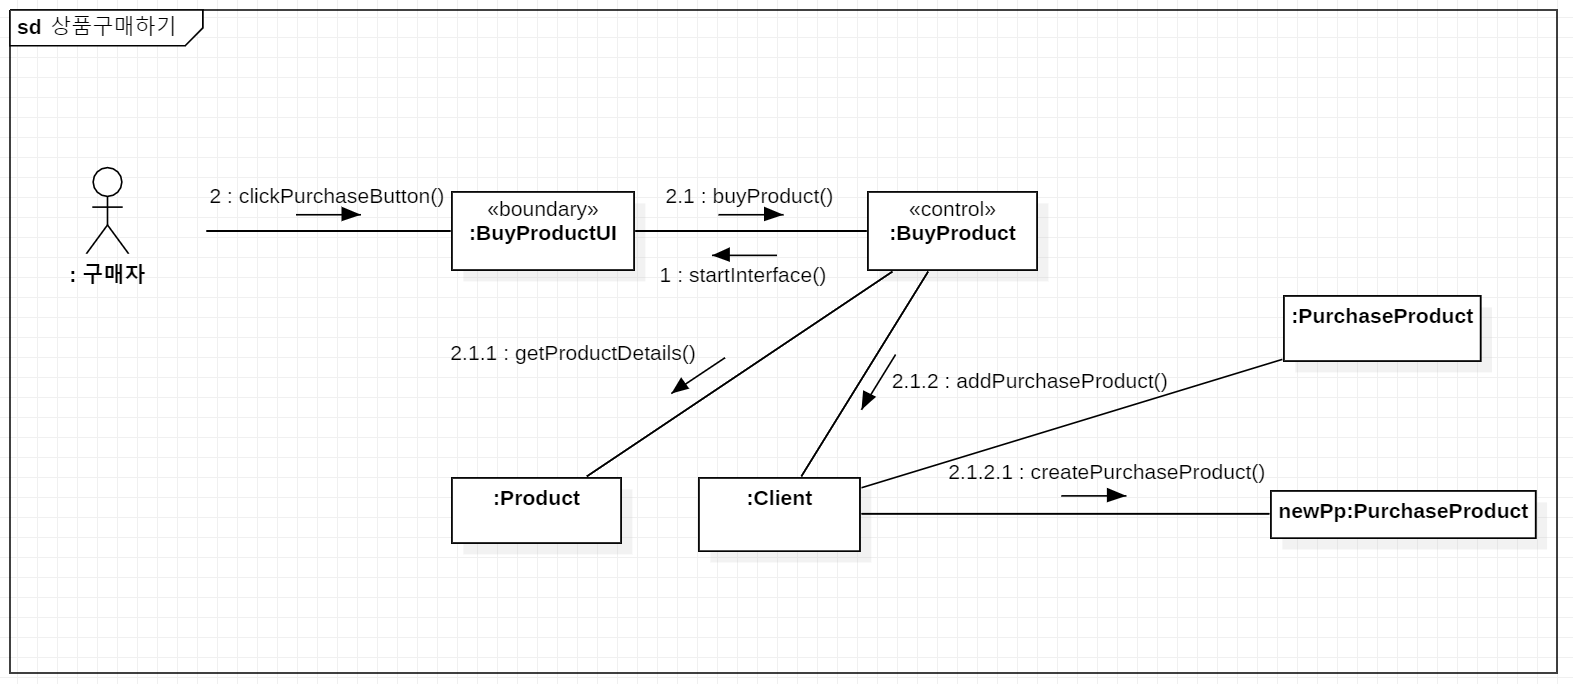 sd 상품구매하기
2 : clickPurchaseButton()
2.1 : buyProduct()
«boundary»
:BuyProductUI
«control»
:BuyProduct
: 구매자
1 : startInterface()
:PurchaseProduct
2.1.1 : getProductDetails()
2.1.2 : addPurchaseProduct()
2.1.2.1 : createPurchaseProduct()
:Product
:Client
newPp:PurchaseProduct